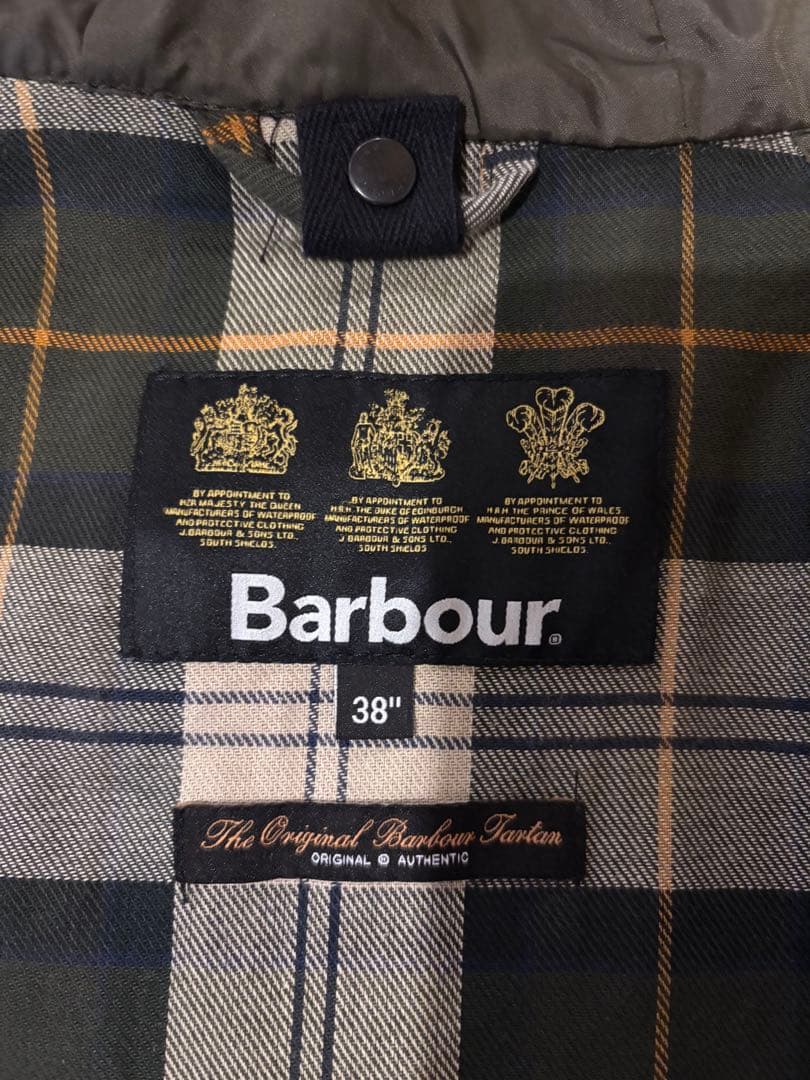 BY APPOINTMENT TO
HER MAJESTY THE QUEEN
MANUFACTURERS OF WATERPROOF
AND PROTECTIVE CLOTHING
J.BARBOUR & SONS LTD.,
SOUTH SHIELDS.
BY APPOINTMENT TO
H.R.H. THE DUKE OF EDINBURGH
MANUFACTURERS OF WATERPROOF
AND PROTECTIVE CLOTHING
J.BARBOUR & SONS LTD.,
SOUTH SHIELDS
BY APPOINTMENT TO
H.R.H. THE PRINCE OF WALES
MANUFACTURERS OF WATERPROOF
AND PROTECTIVE CLOTHING
J.BARBOUR & SONS LTD.,
SOUTH SHIELDS.
Barbour®
38"
The Original Barbour Tartan
ORIGINAL ® AUTHENTIC